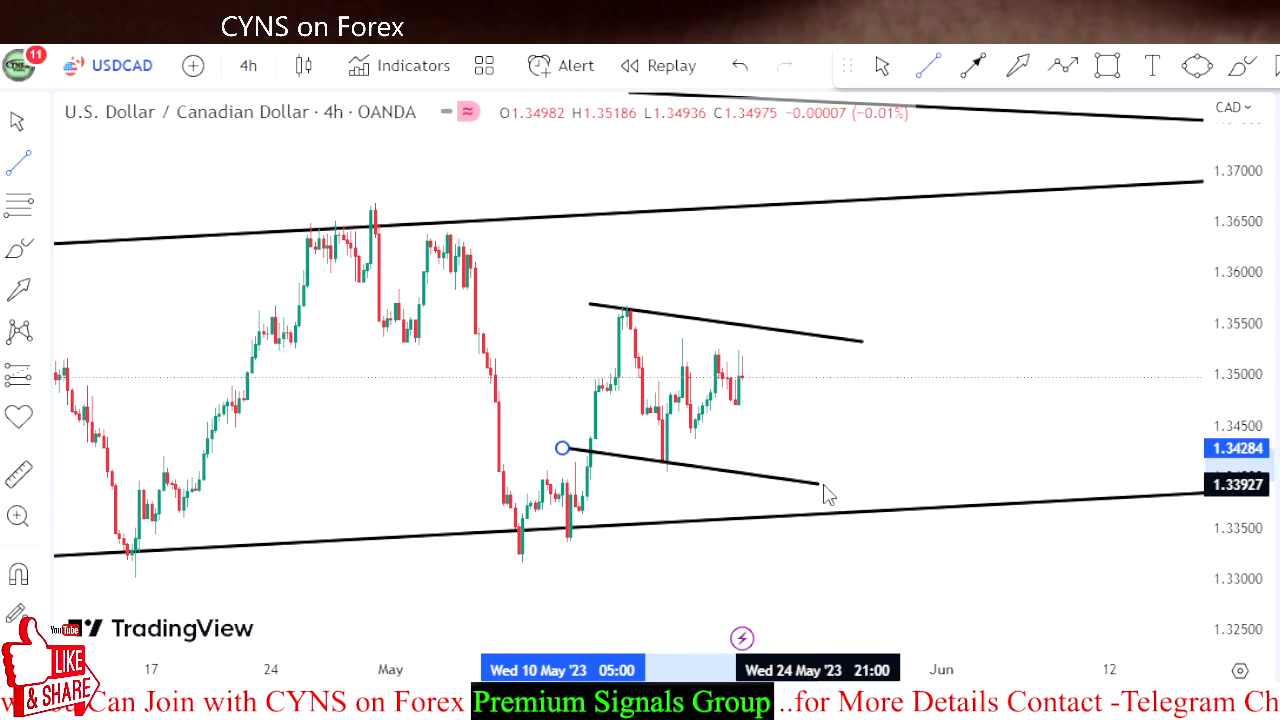 CYNS on Forex
11
USDCAD
4h
Indicators
Alert
Replay
U.S. Dollar / Canadian Dollar · 4h · OANDA
O1.34982 H1.35186 L1.34936 C1.34975 −0.00007 (−0.01%)
CAD
1.37000
1.36500
1.36000
1.35500
1.35000
1.34500
1.34284
1.33927
1.33500
1.33000
1.32500
TradingView
17
24
May
Wed 10 May '23 05:00
Wed 24 May '23 21:00
Jun
12
YouTube
LIKE
& SHARE
Can Join with CYNS on Forex Premium Signals Group ..for More Details Contact -Telegram Ch